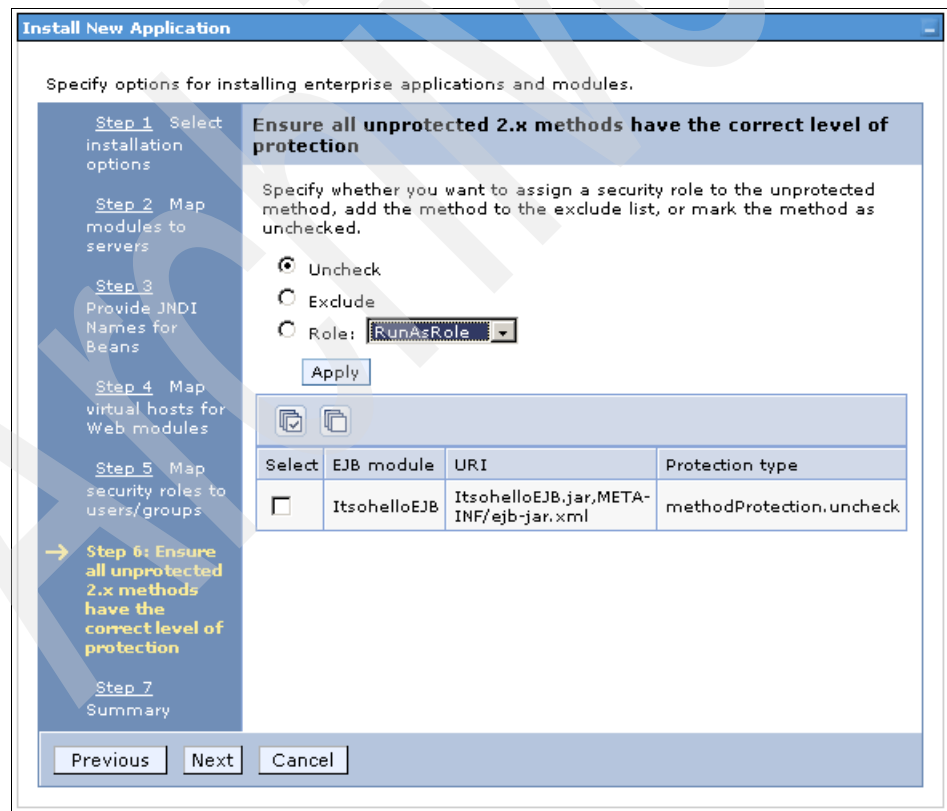 Install New Application
Specify options for installing enterprise applications and modules.
Step 1 Select
installation
options
Step 2 Map
modules to
servers
Step 3
Provide JNDI
Names for
Beans
Step 4 Map
virtual hosts for
Web modules
Step 5 Map
security roles to
users/groups
Step 6: Ensure
all unprotected
2.x methods
have the
correct level of
protection
Step 7
Summary
Ensure all unprotected 2.x methods have the correct level of
protection
Specify whether you want to assign a security role to the unprotected
method, add the method to the exclude list, or mark the method as
unchecked.
Uncheck
Exclude
Role: RunAsRole
Apply
Select EJB module URI Protection type
ItsohelloEJB ItsohelloEJB.jar,META-
INF/ejb-jar.xml methodProtection.uncheck
Previous Next Cancel